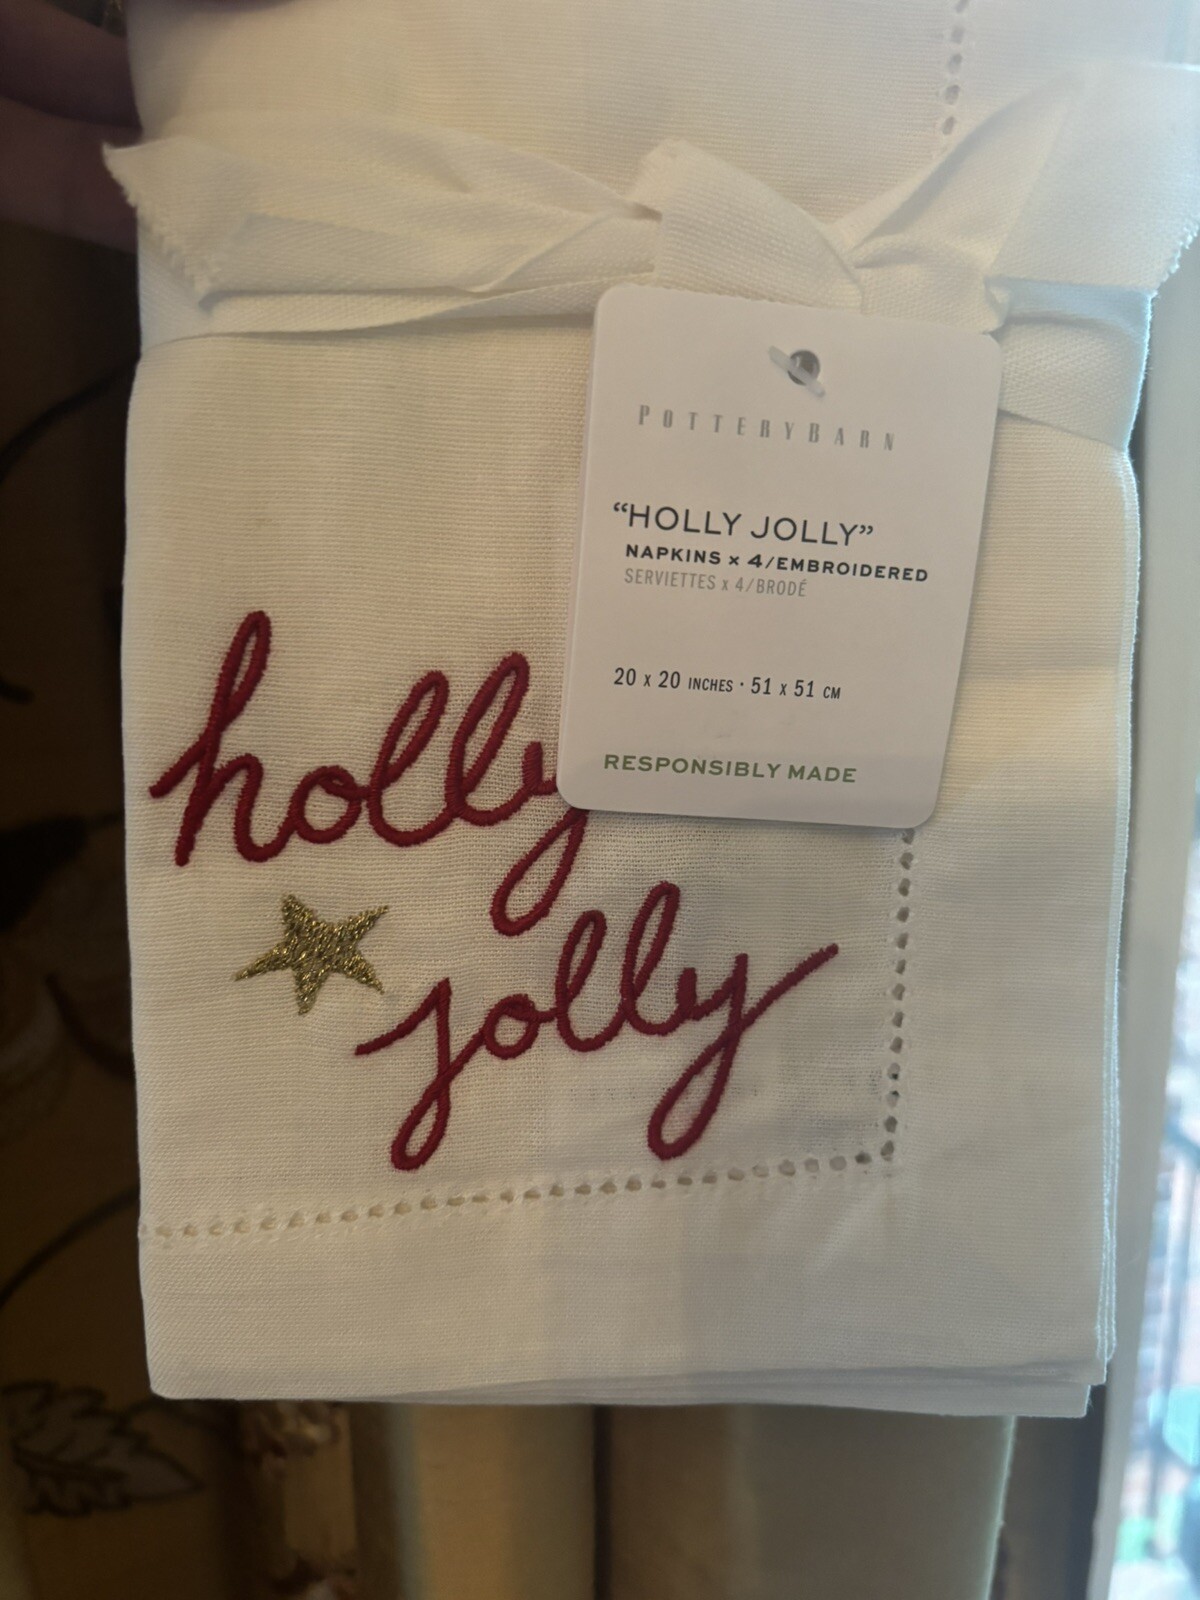 POTTERYBARN
“HOLLY JOLLY”
NAPKINS x 4/EMBROIDERED
SERVIETTES x 4/BRODÉ
20 x 20 INCHES · 51 x 51 CM
RESPONSIBLY MADE
holly
jolly